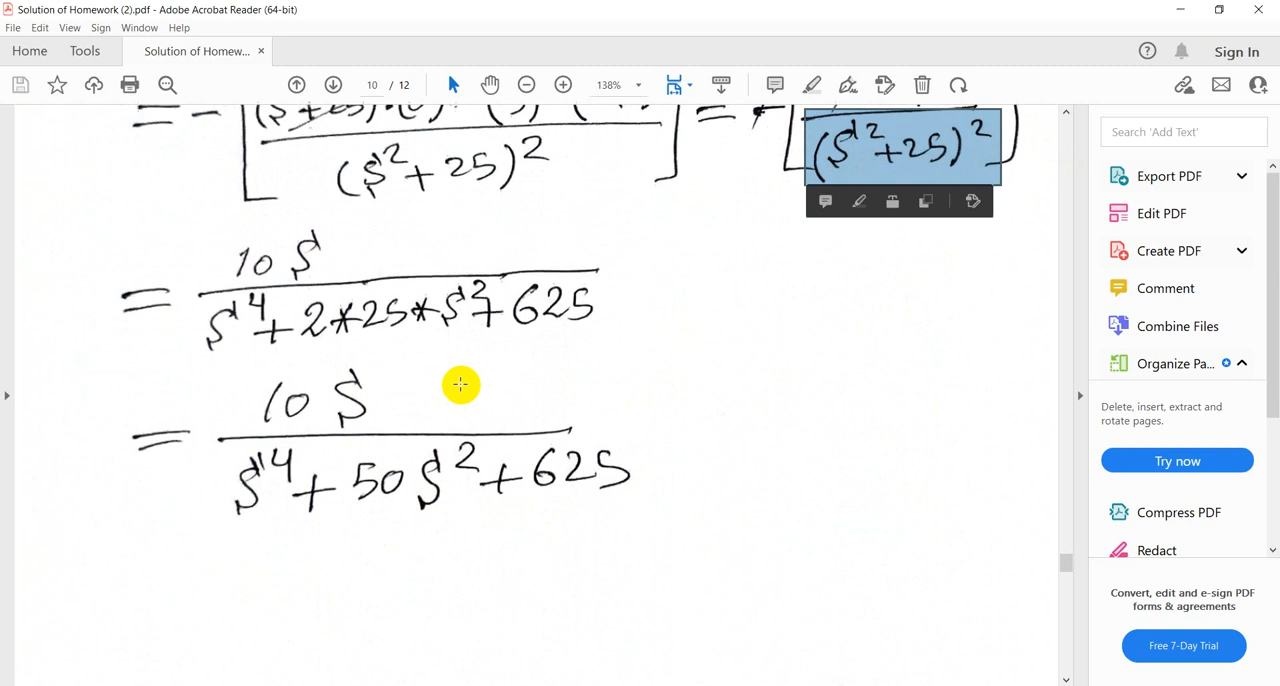 Solution of Homework (2).pdf - Adobe Acrobat Reader (64-bit)
File Edit View Sign Window Help
Home Tools Solution of Homew... × Sign In
10 / 12 138%
(S²+25)²
(S²+25)²
= 10 S
S⁴+2*25*S²+625
= 10 S
S⁴+50S²+625
Search 'Add Text'
Export PDF
Edit PDF
Create PDF
Comment
Combine Files
Organize Pa...
Delete, insert, extract and
rotate pages.
Try now
Compress PDF
Redact
Convert, edit and e-sign PDF
forms & agreements
Free 7-Day Trial